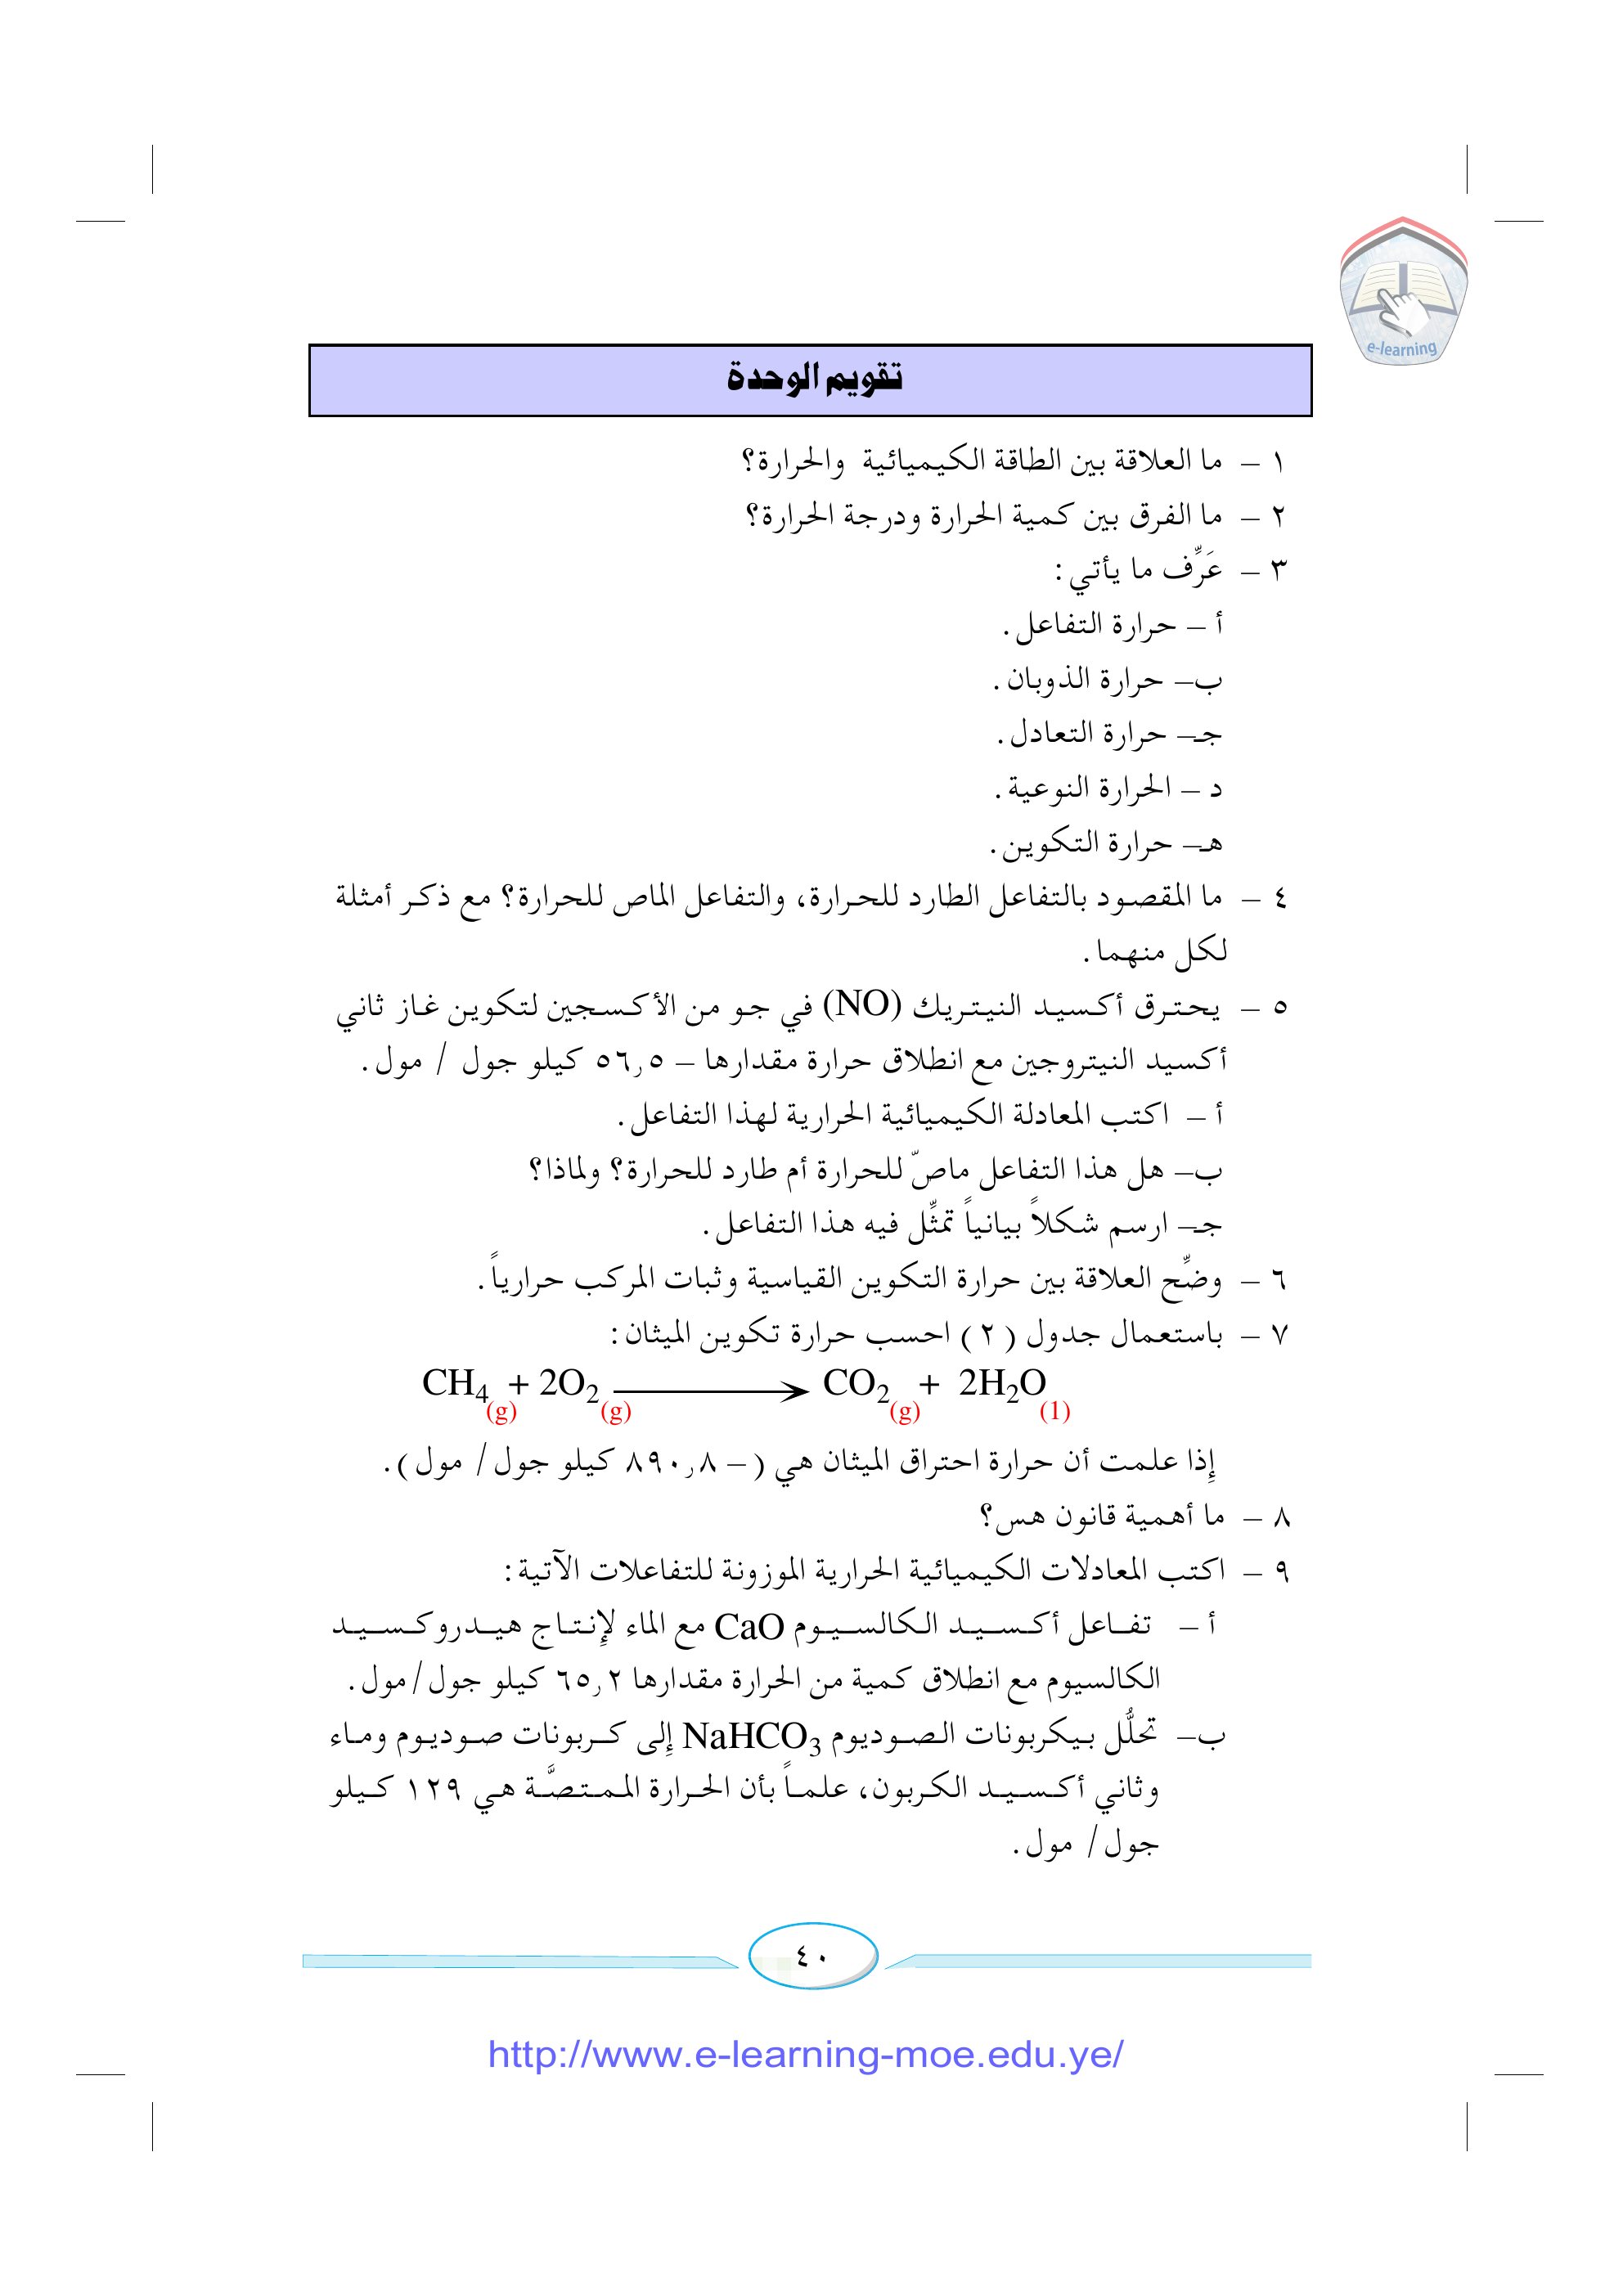 e-learning
تقويم الوحدة
١ – ما العلاقة بين الطاقة الكيميائية والحرارة؟
٢ – ما الفرق بين كمية الحرارة ودرجة الحرارة؟
٣ – عَرِّف ما يأتي:
أ – حرارة التفاعل.
ب– حرارة الذوبان.
جـ– حرارة التعادل.
د – الحرارة النوعية.
هـ– حرارة التكوين.
٤ – ما المقصود بالتفاعل الطارد للحرارة، والتفاعل الماص للحرارة؟ مع ذكر أمثلة
لكل منهما.
٥ – يحترق أكسيد النيتريك (NO) في جو من الأكسجين لتكوين غاز ثاني
أكسيد النيتروجين مع انطلاق حرارة مقدارها – ٥٦٫٥ كيلو جول / مول.
أ – اكتب المعادلة الكيميائية الحرارية لهذا التفاعل.
ب– هل هذا التفاعل ماصّ للحرارة أم طارد للحرارة؟ ولماذا؟
جـ– ارسم شكلاً بيانياً تمثِّل فيه هذا التفاعل.
٦ – وضِّح العلاقة بين حرارة التكوين القياسية وثبات المركب حرارياً.
٧ – باستعمال جدول (٢) احسب حرارة تكوين الميثان:
CH4(g) + 2O2(g) ⟶ CO2(g) + 2H2O(1)
إِذا علمت أن حرارة احتراق الميثان هي (– ٨٩٠٫٨ كيلو جول/ مول).
٨ – ما أهمية قانون هس؟
٩ – اكتب المعادلات الكيميائية الحرارية الموزونة للتفاعلات الآتية:
أ – تفاعل أكسيد الكالسيوم CaO مع الماء لإِنتاج هيدروكسيد
الكالسيوم مع انطلاق كمية من الحرارة مقدارها ٦٥٫٢ كيلو جول/مول.
ب– تحلُّل بيكربونات الصوديوم NaHCO3 إِلى كربونات صوديوم وماء
وثاني أكسيد الكربون، علماً بأن الحرارة الممتصَّة هي ١٢٩ كيلو
جول/ مول.
٤٠
http://www.e-learning-moe.edu.ye/